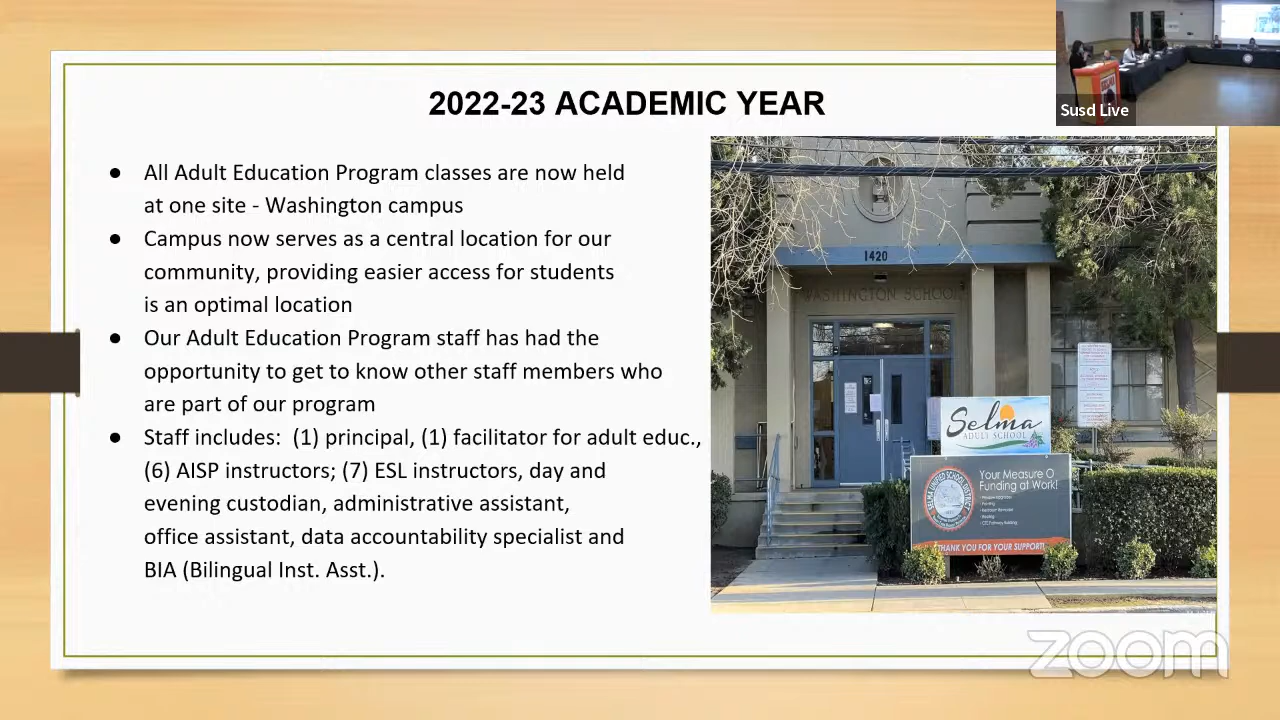 2022-23 ACADEMIC YEAR
Susd Live
● All Adult Education Program classes are now held
at one site - Washington campus
● Campus now serves as a central location for our
community, providing easier access for students
is an optimal location
● Our Adult Education Program staff has had the
opportunity to get to know other staff members who
are part of our program
● Staff includes: (1) principal, (1) facilitator for adult educ.,
(6) AISP instructors; (7) ESL instructors, day and
evening custodian, administrative assistant,
office assistant, data accountability specialist and
BIA (Bilingual Inst. Asst.).
1420
WASHINGTON SCHOOL
Selma
ADULT SCHOOL
SELMA UNIFIED SCHOOL DISTRICT
Your Measure O
Funding at Work!
THANK YOU FOR YOUR SUPPORT!
zoom